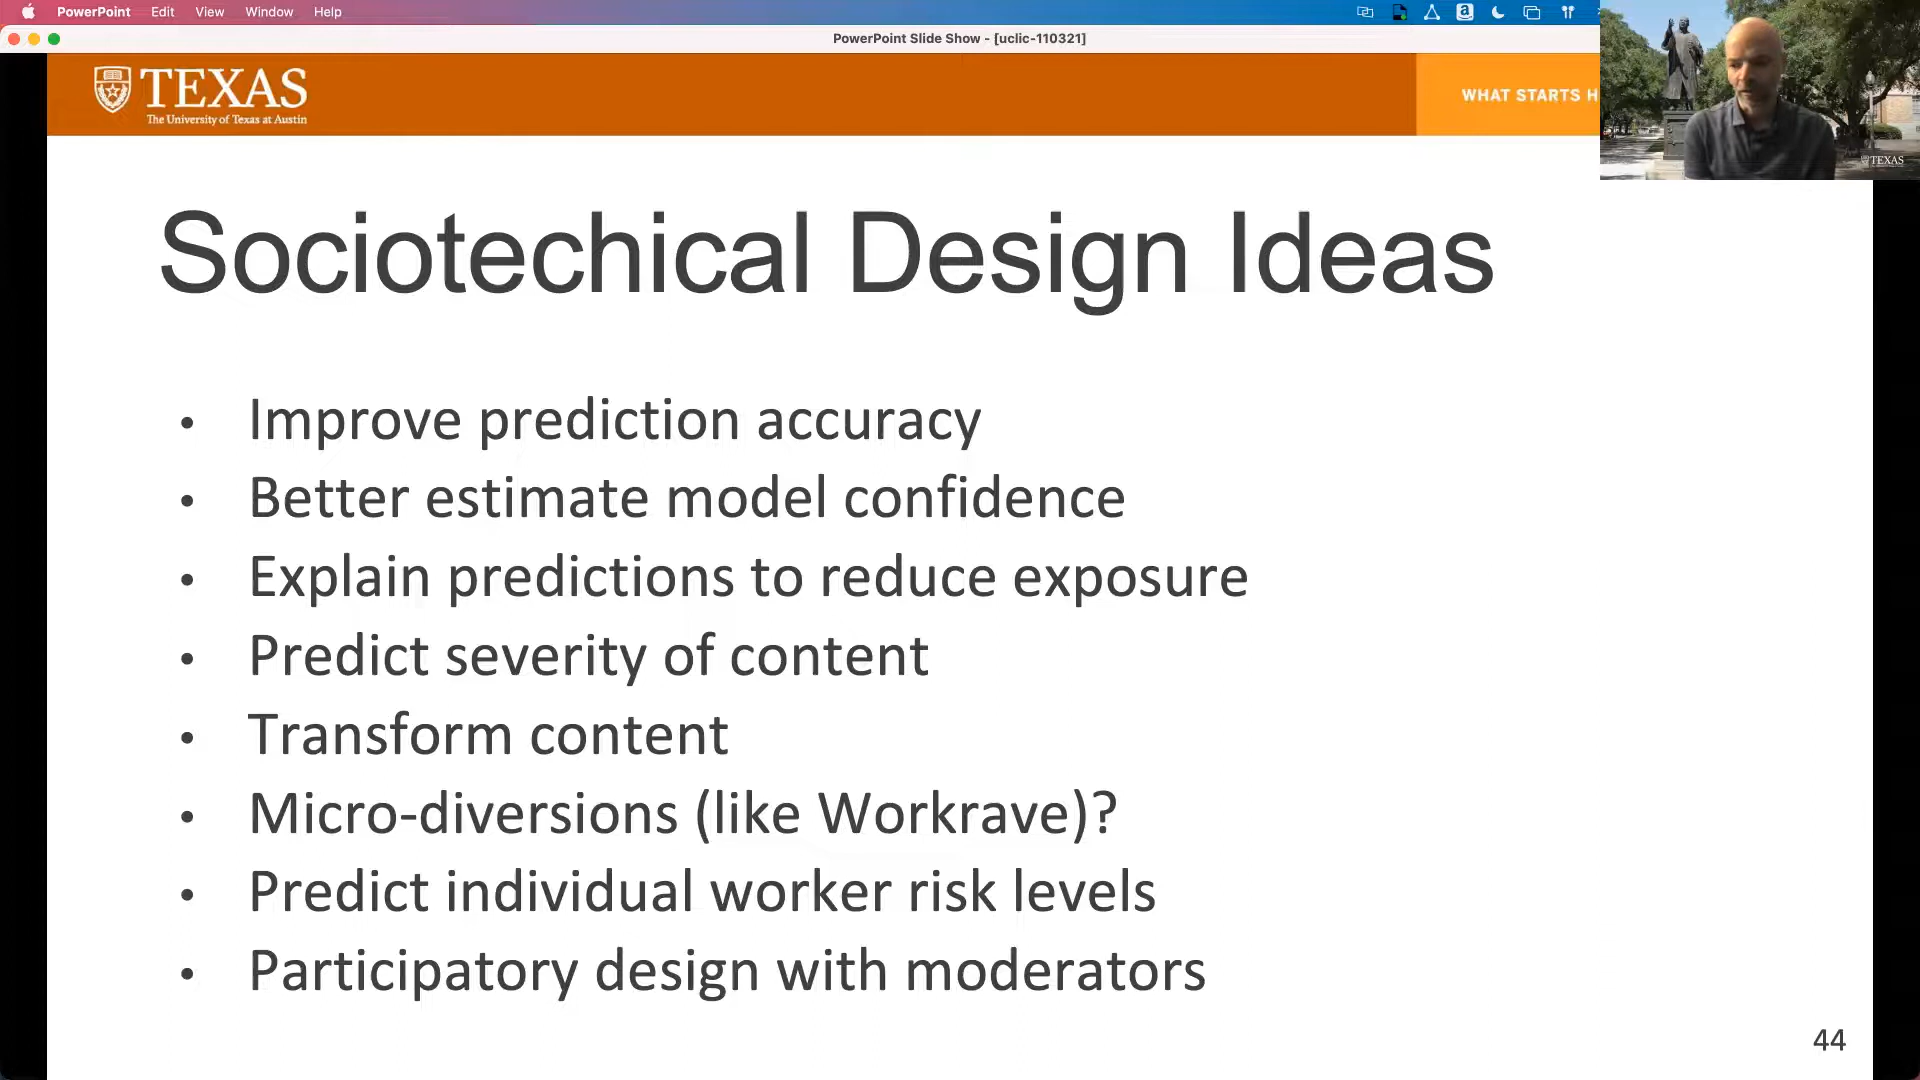 PowerPoint Edit View Window Help
PowerPoint Slide Show - [uclic-110321]
TEXAS
The University of Texas at Austin
WHAT STARTS H
TEXAS
Sociotechical Design Ideas
• Improve prediction accuracy
• Better estimate model confidence
• Explain predictions to reduce exposure
• Predict severity of content
• Transform content
• Micro-diversions (like Workrave)?
• Predict individual worker risk levels
• Participatory design with moderators
44